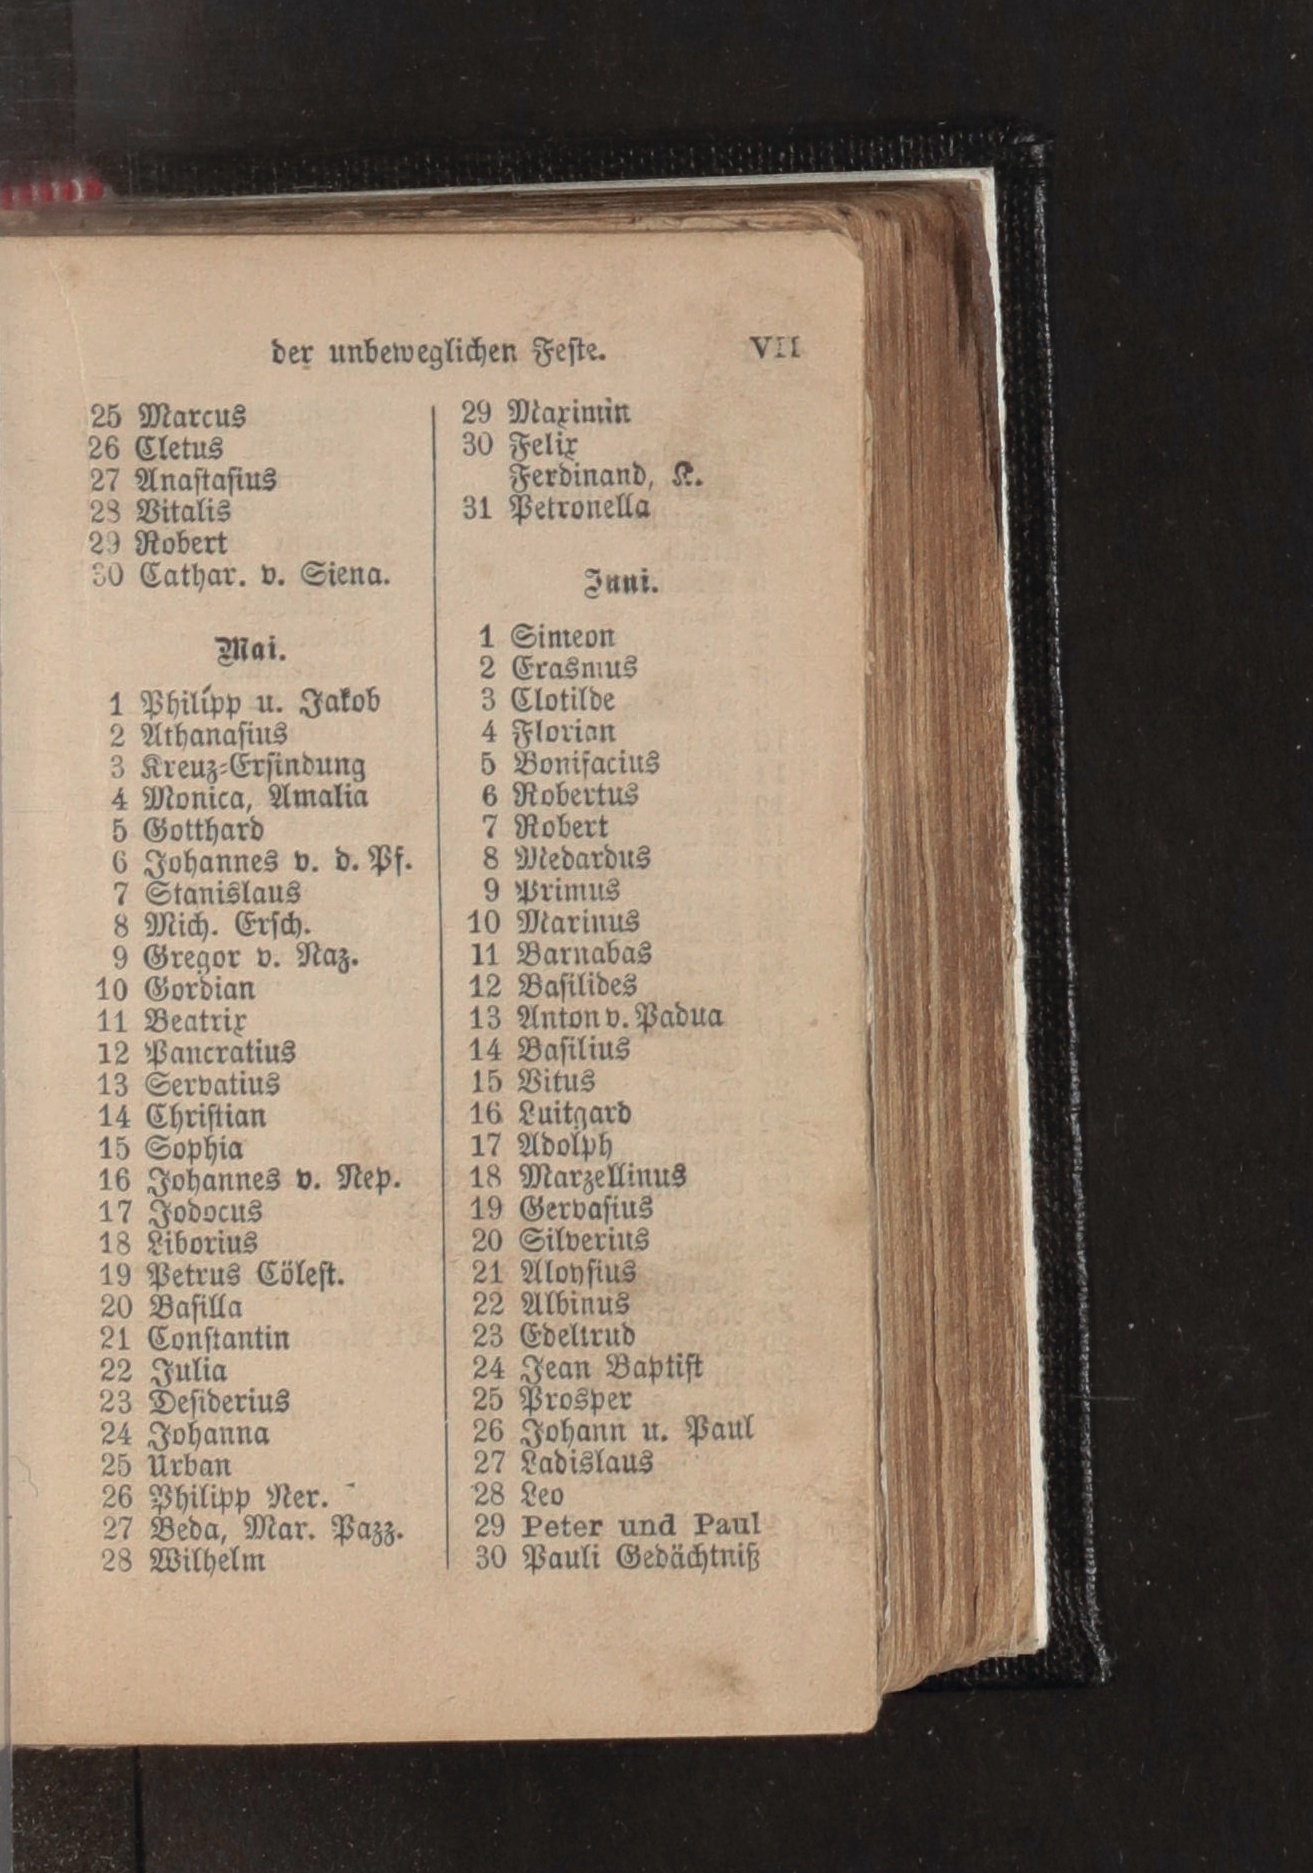 der unbeweglichen Feste. VII
25 Marcus
26 Cletus
27 Anastasius
28 Vitalis
29 Robert
30 Cathar. v. Siena.
Mai.
1 Philipp u. Jakob
2 Athanasius
3 Kreuz-Erfindung
4 Monica, Amalia
5 Gotthard
6 Johannes v. d. Pf.
7 Stanislaus
8 Mich. Ersch.
9 Gregor v. Naz.
10 Gordian
11 Beatrix
12 Pancratius
13 Servatius
14 Christian
15 Sophia
16 Johannes v. Nep.
17 Jodocus
18 Liborius
19 Petrus Cölest.
20 Basilla
21 Constantin
22 Julia
23 Desiderius
24 Johanna
25 Urban
26 Philipp Ner.
27 Beda, Mar. Pazz.
28 Wilhelm
29 Maximin
30 Felix
Ferdinand, K.
31 Petronella
Juni.
1 Simeon
2 Erasmus
3 Clotilde
4 Florian
5 Bonifacius
6 Robertus
7 Robert
8 Medardus
9 Primus
10 Marinus
11 Barnabas
12 Basilides
13 Anton v. Padua
14 Basilius
15 Vitus
16 Luitgard
17 Adolph
18 Marzellinus
19 Gervasius
20 Silverius
21 Aloysius
22 Albinus
23 Edeltrud
24 Jean Baptist
25 Prosper
26 Johann u. Paul
27 Ladislaus
28 Leo
29 Peter und Paul
30 Pauli Gedächtniß